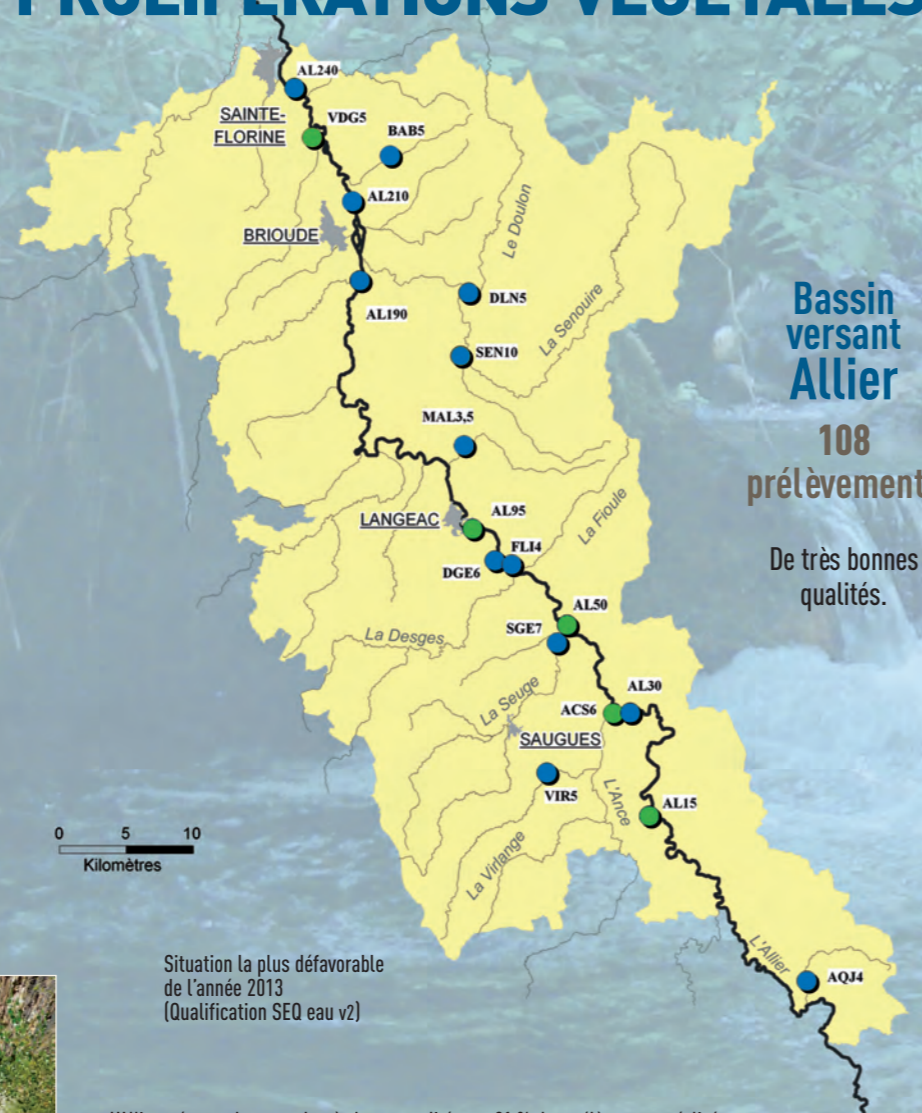 PROLIFÉRATIONS VÉGÉTALES
AL240
SAINTE-
FLORINE
VDG5
BAB5
AL210
BRIOUDE
Le Doulon
AL190
DLN5
La Senouire
SEN10
MAL3,5
Bassin
versant
Allier
108
prélèvement
De très bonnes
qualités.
LANGEAC
AL95
La Fioule
DGE6
FLI4
AL50
SGE7
La Desges
La Seuge
AL30
ACS6
SAUGUES
VIR5
L'Ance
AL15
La Virlange
0 5 10
Kilomètres
L'Allier
AQJ4
Situation la plus défavorable
de l'année 2013
(Qualification SEQ eau v2)